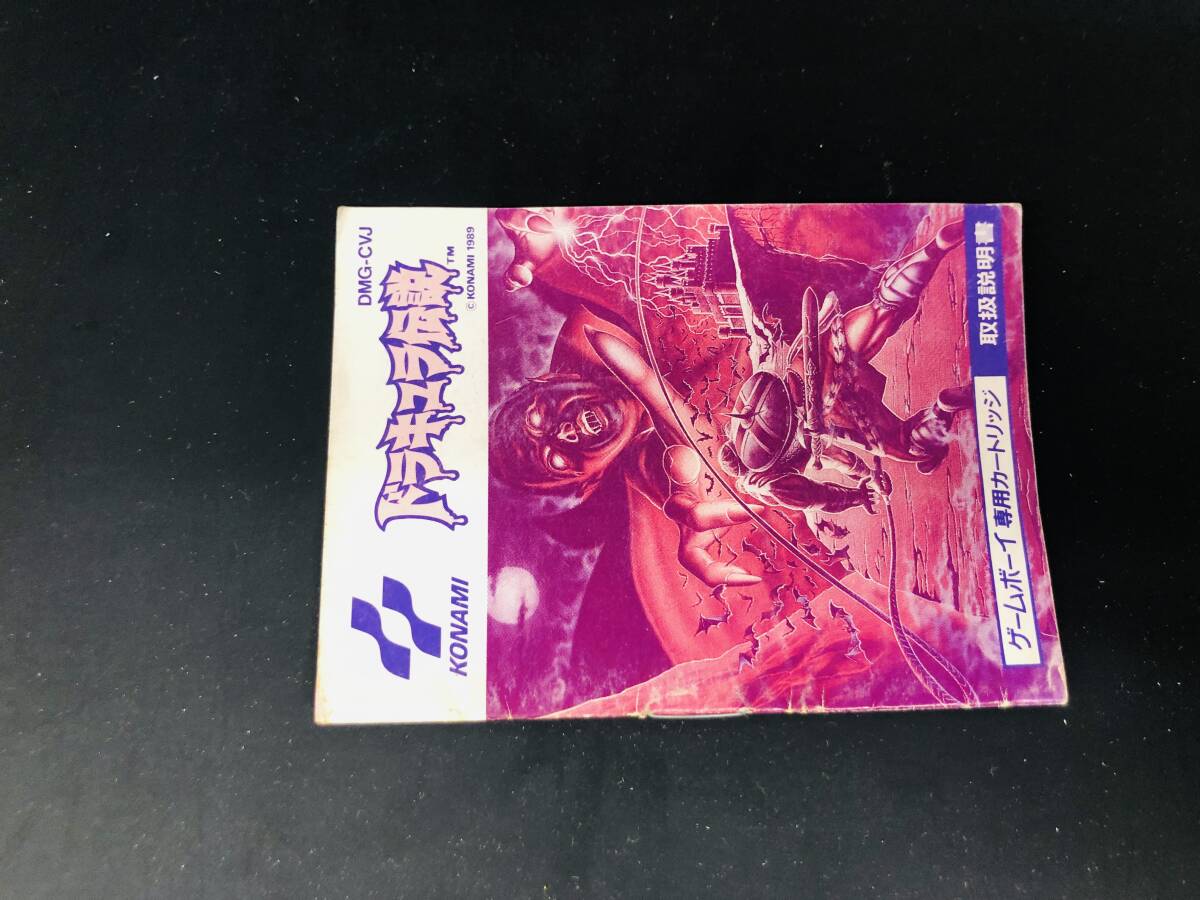 DMG-CVJ
ドラキュラ伝説™
© KONAMI 1989
KONAMI
ゲームボーイ 専用カートリッジ
取扱説明書